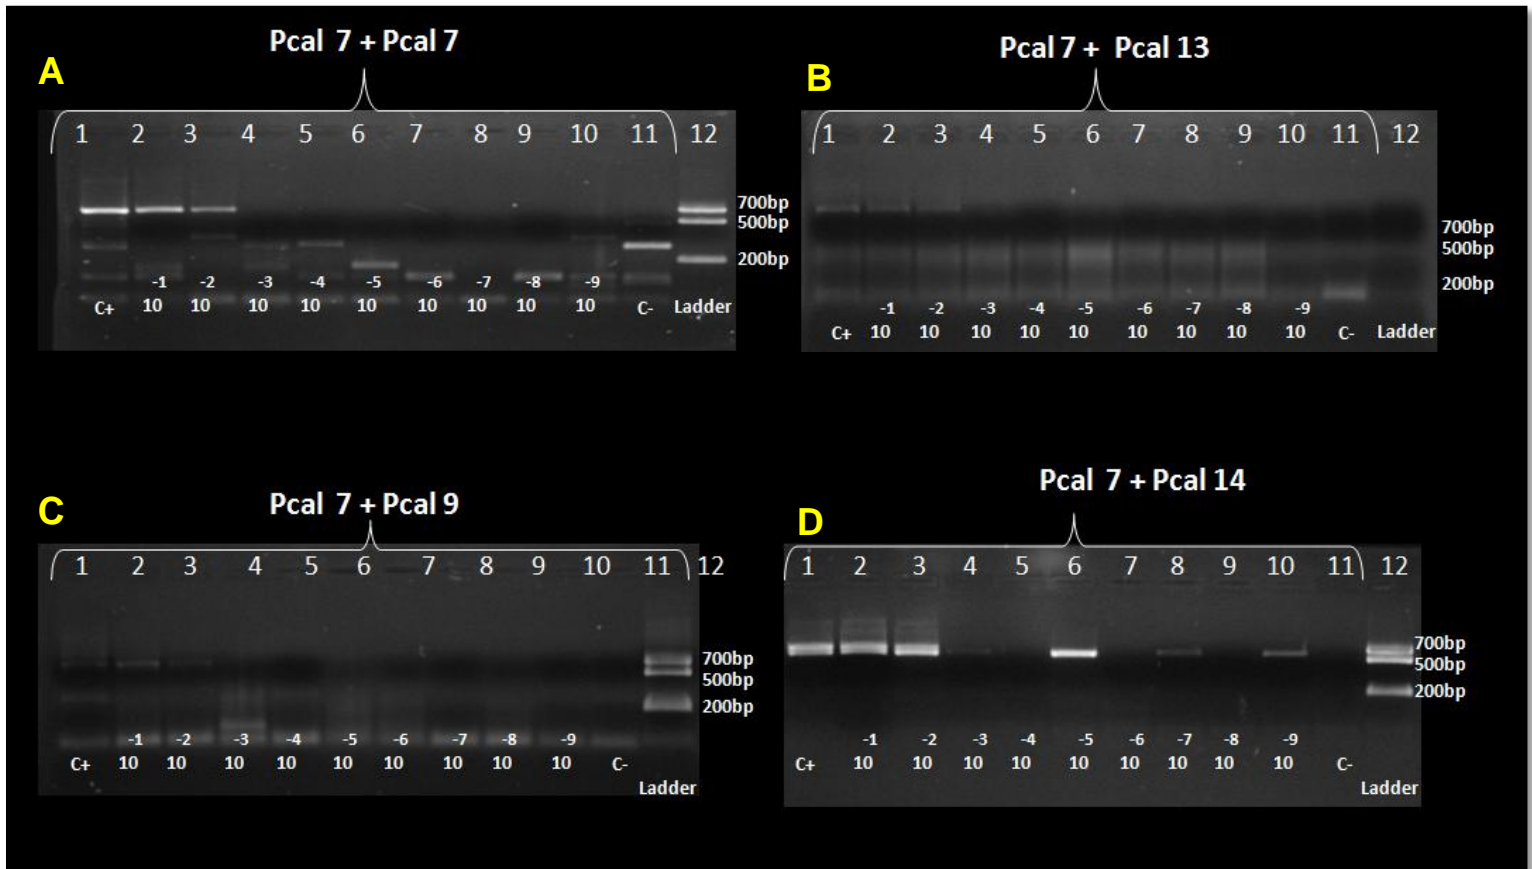 A
Pcal 7 + Pcal 7
1 2 3 4 5 6 7 8 9 10 11 12
700bp
500bp
200bp
-1 -2 -3 -4 -5 -6 -7 -8 -9
C+ 10 10 10 10 10 10 10 10 10 C- Ladder
B
Pcal 7 + Pcal 13
1 2 3 4 5 6 7 8 9 10 11 12
700bp
500bp
200bp
-1 -2 -3 -4 -5 -6 -7 -8 -9
C+ 10 10 10 10 10 10 10 10 10 C- Ladder
C
Pcal 7 + Pcal 9
1 2 3 4 5 6 7 8 9 10 11 12
700bp
500bp
200bp
-1 -2 -3 -4 -5 -6 -7 -8 -9
C+ 10 10 10 10 10 10 10 10 10 C-
Ladder
D
Pcal 7 + Pcal 14
1 2 3 4 5 6 7 8 9 10 11 12
700bp
500bp
200bp
-1 -2 -3 -4 -5 -6 -7 -8 -9
C+ 10 10 10 10 10 10 10 10 10 C-
Ladder